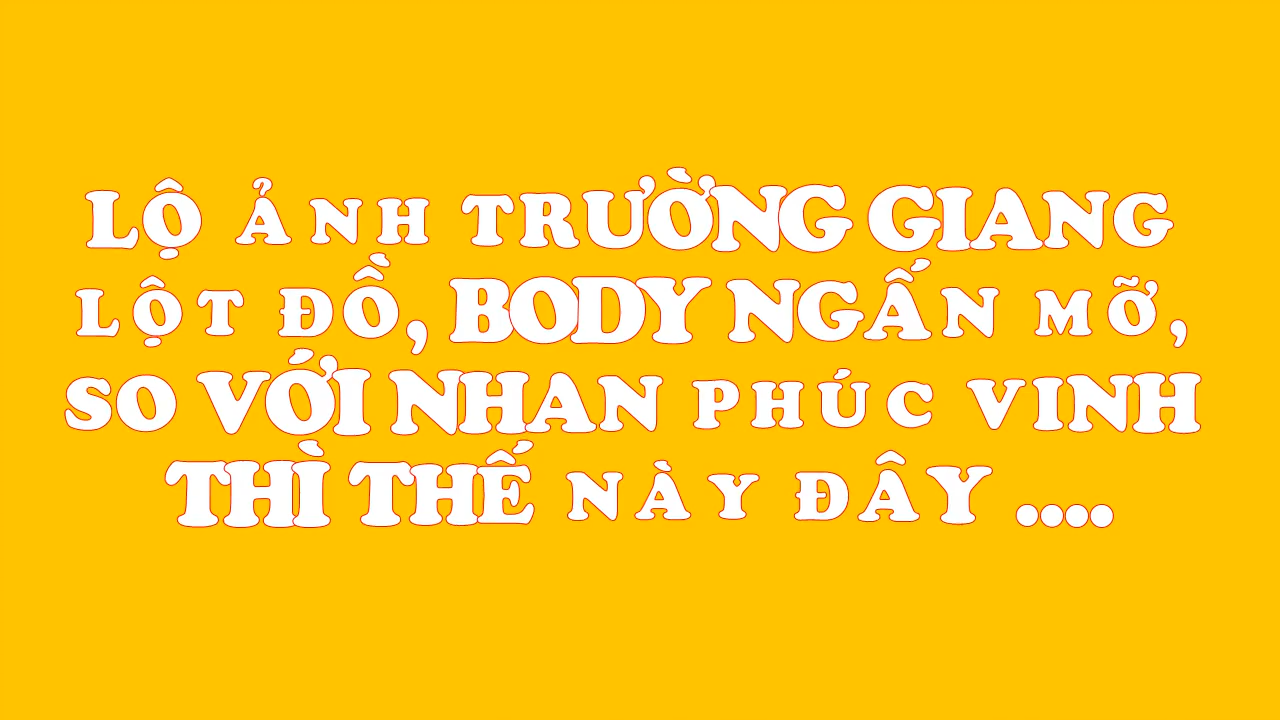 LỘ ẢNH TRƯỜNG GIANG
LỘT ĐỒ, BODY NGẤN MỠ,
SO VỚI NHAN PHÚC VINH
THÌ THẾ NÀY ĐÂY ....